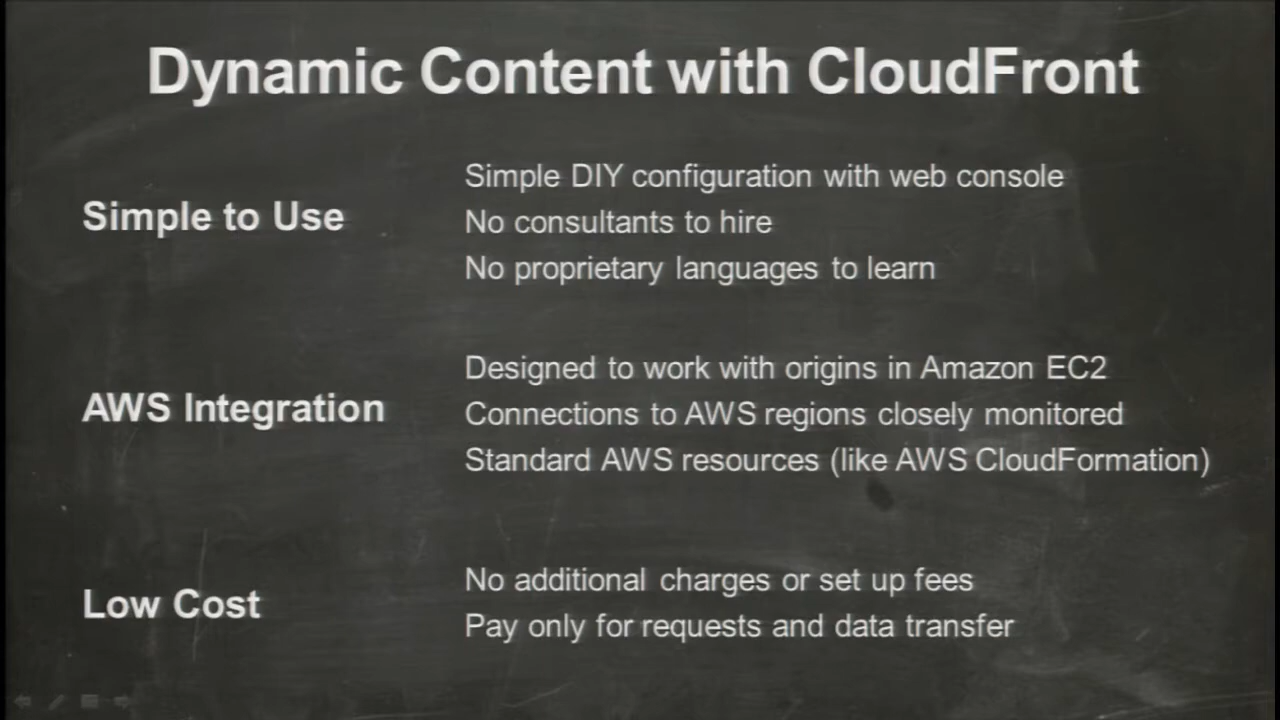 Dynamic Content with CloudFront
Simple to Use
Simple DIY configuration with web console
No consultants to hire
No proprietary languages to learn
AWS Integration
Designed to work with origins in Amazon EC2
Connections to AWS regions closely monitored
Standard AWS resources (like AWS CloudFormation)
Low Cost
No additional charges or set up fees
Pay only for requests and data transfer